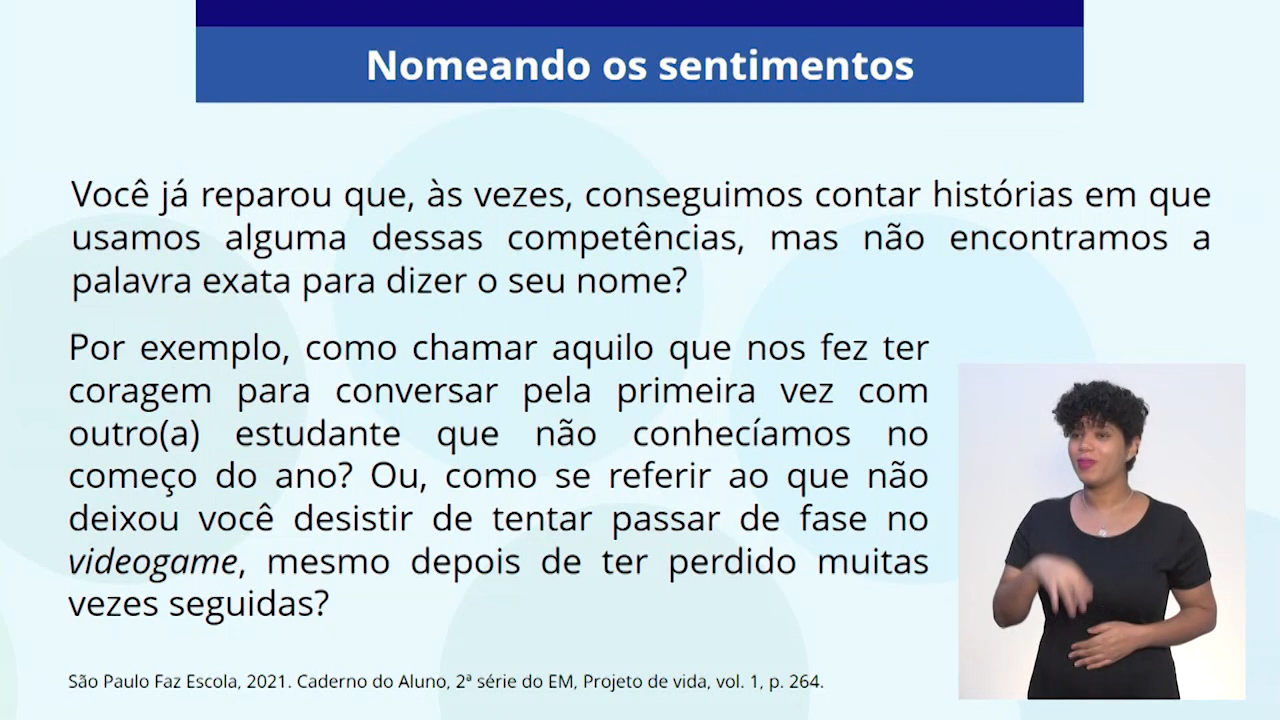 Nomeando os sentimentos
Você já reparou que, às vezes, conseguimos contar histórias em que
usamos alguma dessas competências, mas não encontramos a
palavra exata para dizer o seu nome?
Por exemplo, como chamar aquilo que nos fez ter
coragem para conversar pela primeira vez com
outro(a) estudante que não conhecíamos no
começo do ano? Ou, como se referir ao que não
deixou você desistir de tentar passar de fase no
videogame, mesmo depois de ter perdido muitas
vezes seguidas?
São Paulo Faz Escola, 2021. Caderno do Aluno, 2ª série do EM, Projeto de vida, vol. 1, p. 264.